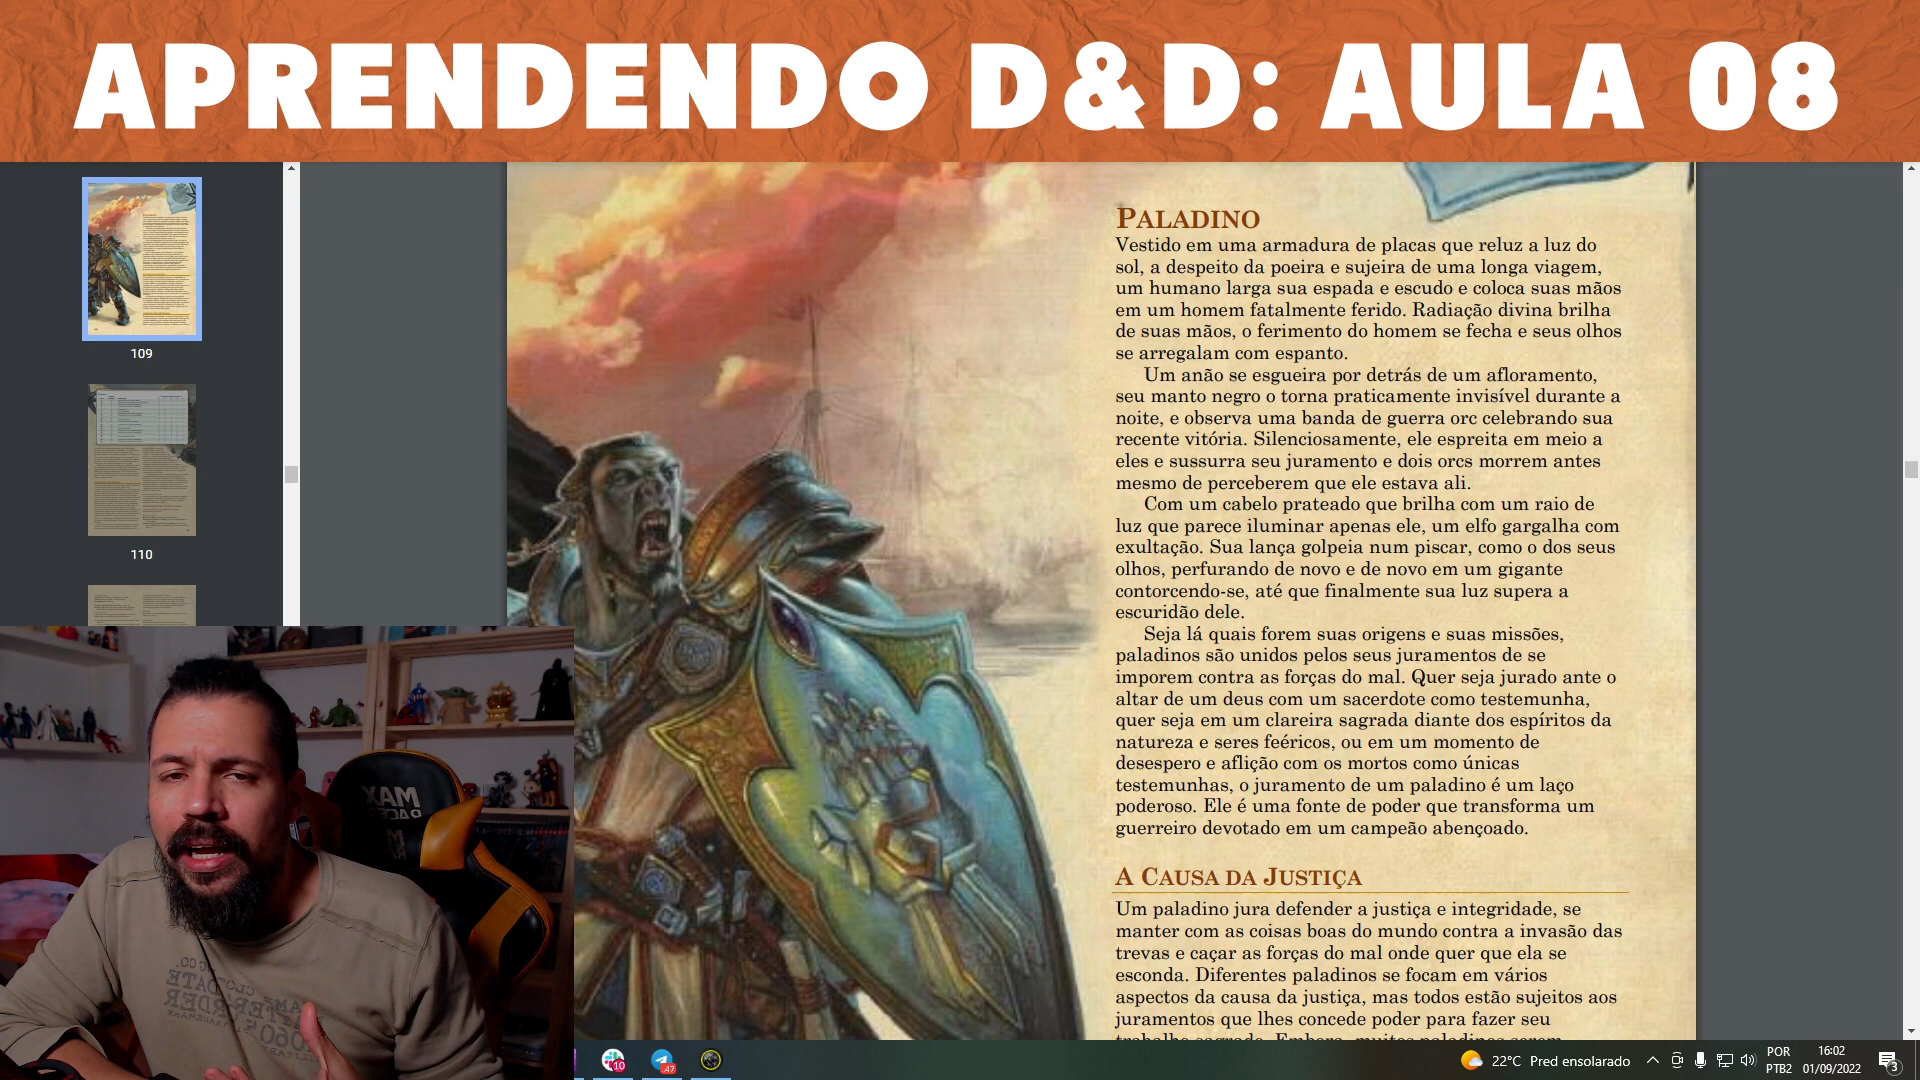 APRENDENDO D&D: AULA 08
109
110
PALADINO
Vestido em uma armadura de placas que reluz a luz do
sol, a despeito da poeira e sujeira de uma longa viagem,
um humano larga sua espada e escudo e coloca suas mãos
em um homem fatalmente ferido. Radiação divina brilha
de suas mãos, o ferimento do homem se fecha e seus olhos
se arregalam com espanto.
Um anão se esgueira por detrás de um afloramento,
seu manto negro o torna praticamente invisível durante a
noite, e observa uma banda de guerra orc celebrando sua
recente vitória. Silenciosamente, ele espreita em meio a
eles e sussurra seu juramento e dois orcs morrem antes
mesmo de perceberem que ele estava ali.
Com um cabelo prateado que brilha com um raio de
luz que parece iluminar apenas ele, um elfo gargalha com
exultação. Sua lança golpeia num piscar, como o dos seus
olhos, perfurando de novo e de novo em um gigante
contorcendo-se, até que finalmente sua luz supera a
escuridão dele.
Seja lá quais forem suas origens e suas missões,
paladinos são unidos pelos seus juramentos de se
imporem contra as forças do mal. Quer seja jurado ante o
altar de um deus com um sacerdote como testemunha,
quer seja em um clareira sagrada diante dos espíritos da
natureza e seres feéricos, ou em um momento de
desespero e aflição com os mortos como únicas
testemunhas, o juramento de um paladino é um laço
poderoso. Ele é uma fonte de poder que transforma um
guerreiro devotado em um campeão abençoado.
A CAUSA DA JUSTIÇA
Um paladino jura defender a justiça e integridade, se
manter com as coisas boas do mundo contra a invasão das
trevas e caçar as forças do mal onde quer que ela se
esconda. Diferentes paladinos se focam em vários
aspectos da causa da justiça, mas todos estão sujeitos aos
juramentos que lhes concede poder para fazer seu
trabalho sagrado. Embora, muitos paladinos sejam
MAX
RACER
M
10
47
22°C Pred ensolarado
POR
PTB2
16:02
01/09/2022
3